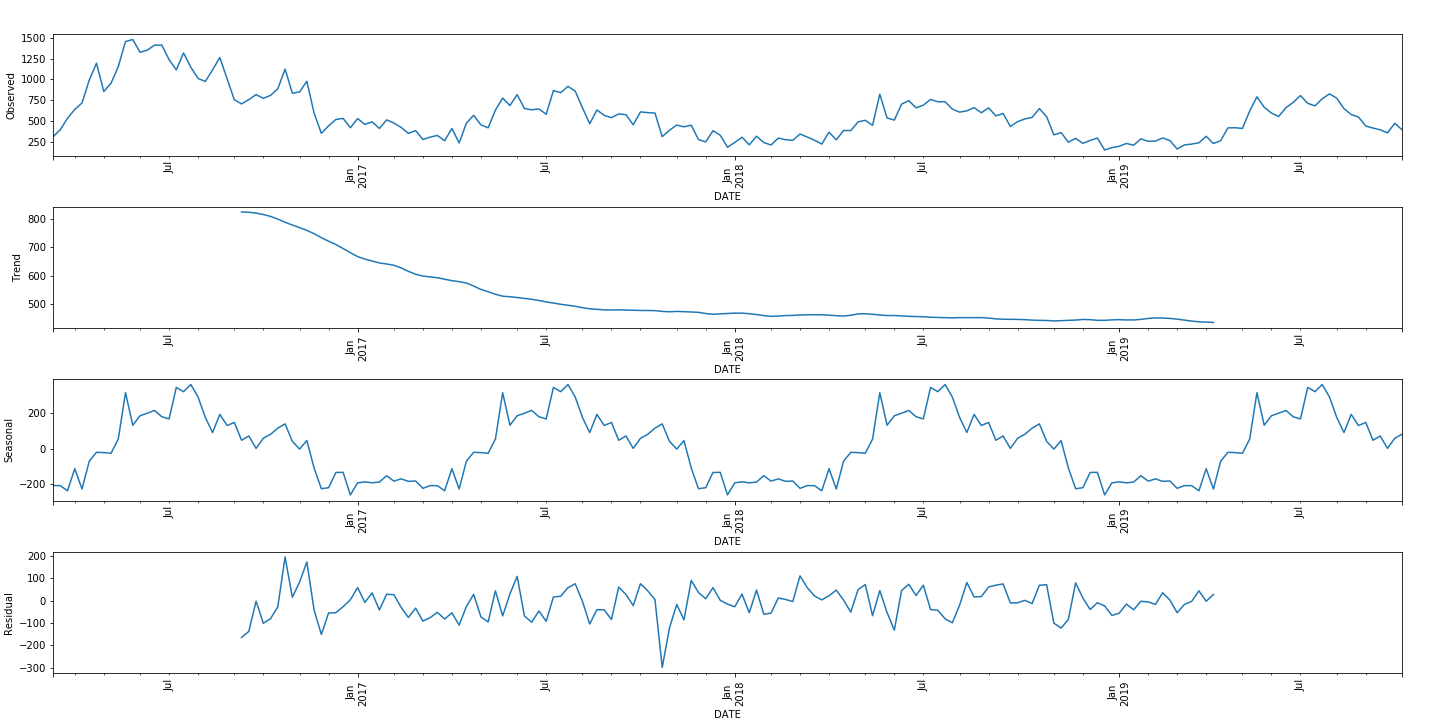 Observed
1500
1250
1000
750
500
250
Jul
Jan
2017
Jul
Jan
2018
Jul
Jan
2019
Jul
DATE
Trend
800
700
600
500
Jul
Jan
2017
Jul
Jan
2018
Jul
Jan
2019
Jul
DATE
Seasonal
200
0
−200
Jul
Jan
2017
Jul
Jan
2018
Jul
Jan
2019
Jul
DATE
Residual
200
100
0
−100
−200
−300
Jul
Jan
2017
Jul
Jan
2018
Jul
Jan
2019
Jul
DATE